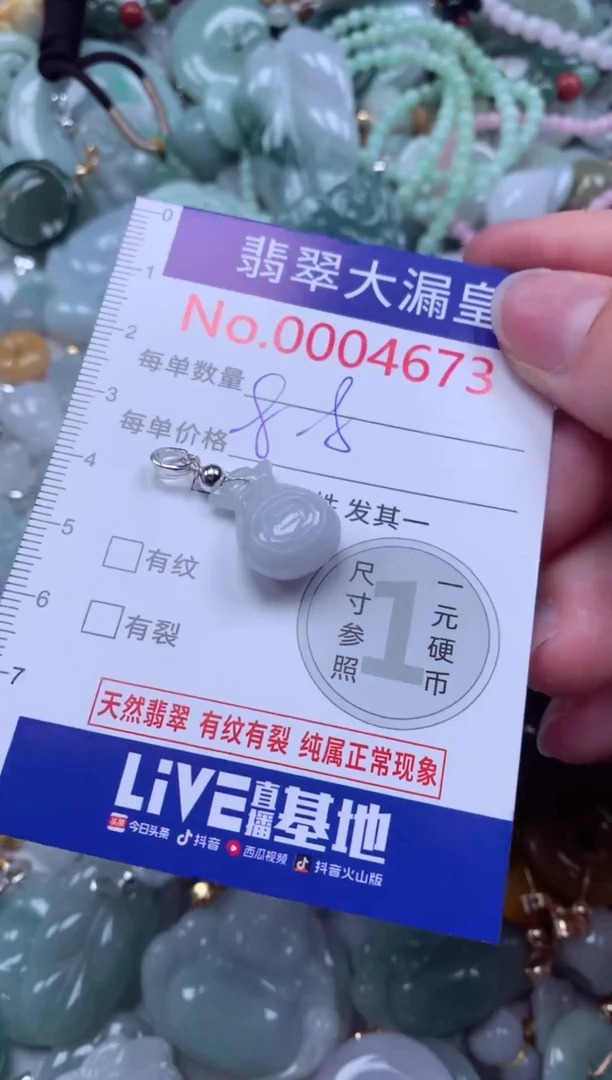 0
1
2
3
4
5
6
7
翡翠大漏皇
No.0004673
每单数量
每单价格
88
发其一
有纹
有裂
尺寸参照
1
一元硬币
天然翡翠 有纹有裂 纯属正常现象
LiVE直播基地
头条 今日头条 抖音 西瓜视频 抖音火山版